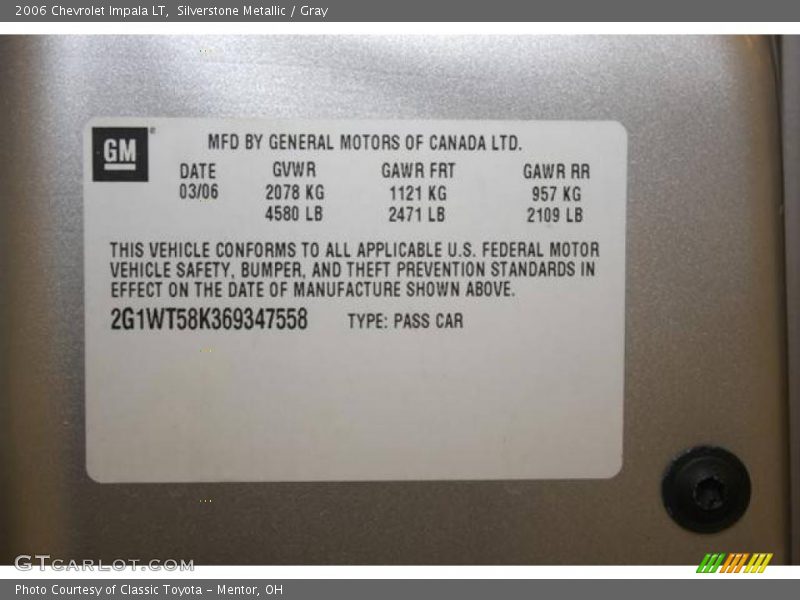 2006 Chevrolet Impala LT, Silverstone Metallic / Gray
GM
MFD BY GENERAL MOTORS OF CANADA LTD.
DATE GVWR GAWR FRT GAWR RR
03/06 2078 KG 1121 KG 957 KG
4580 LB 2471 LB 2109 LB
THIS VEHICLE CONFORMS TO ALL APPLICABLE U.S. FEDERAL MOTOR
VEHICLE SAFETY, BUMPER, AND THEFT PREVENTION STANDARDS IN
EFFECT ON THE DATE OF MANUFACTURE SHOWN ABOVE.
2G1WT58K369347558 TYPE: PASS CAR
GTCARLOT.COM
Photo Courtesy of Classic Toyota - Mentor, OH